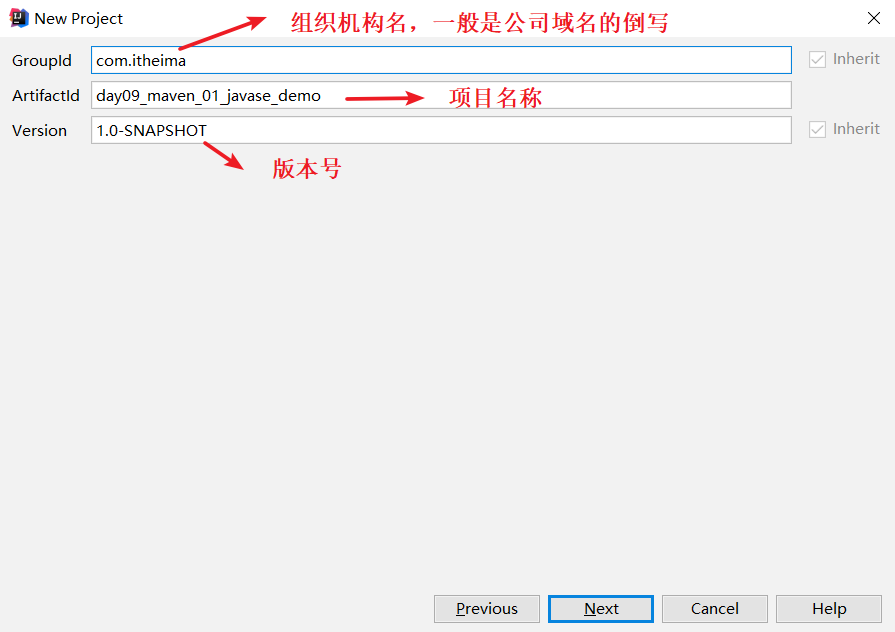 New Project
组织机构名，一般是公司域名的倒写
GroupId com.itheima Inherit
ArtifactId day09_maven_01_javase_demo 项目名称
Version 1.0-SNAPSHOT Inherit
版本号
Previous Next Cancel Help